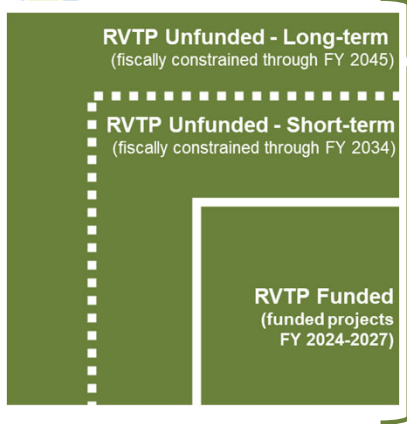 RVTP Unfunded - Long-term
(fiscally constrained through FY 2045)
RVTP Unfunded - Short-term
(fiscally constrained through FY 2034)
RVTP Funded
(funded projects
FY 2024-2027)